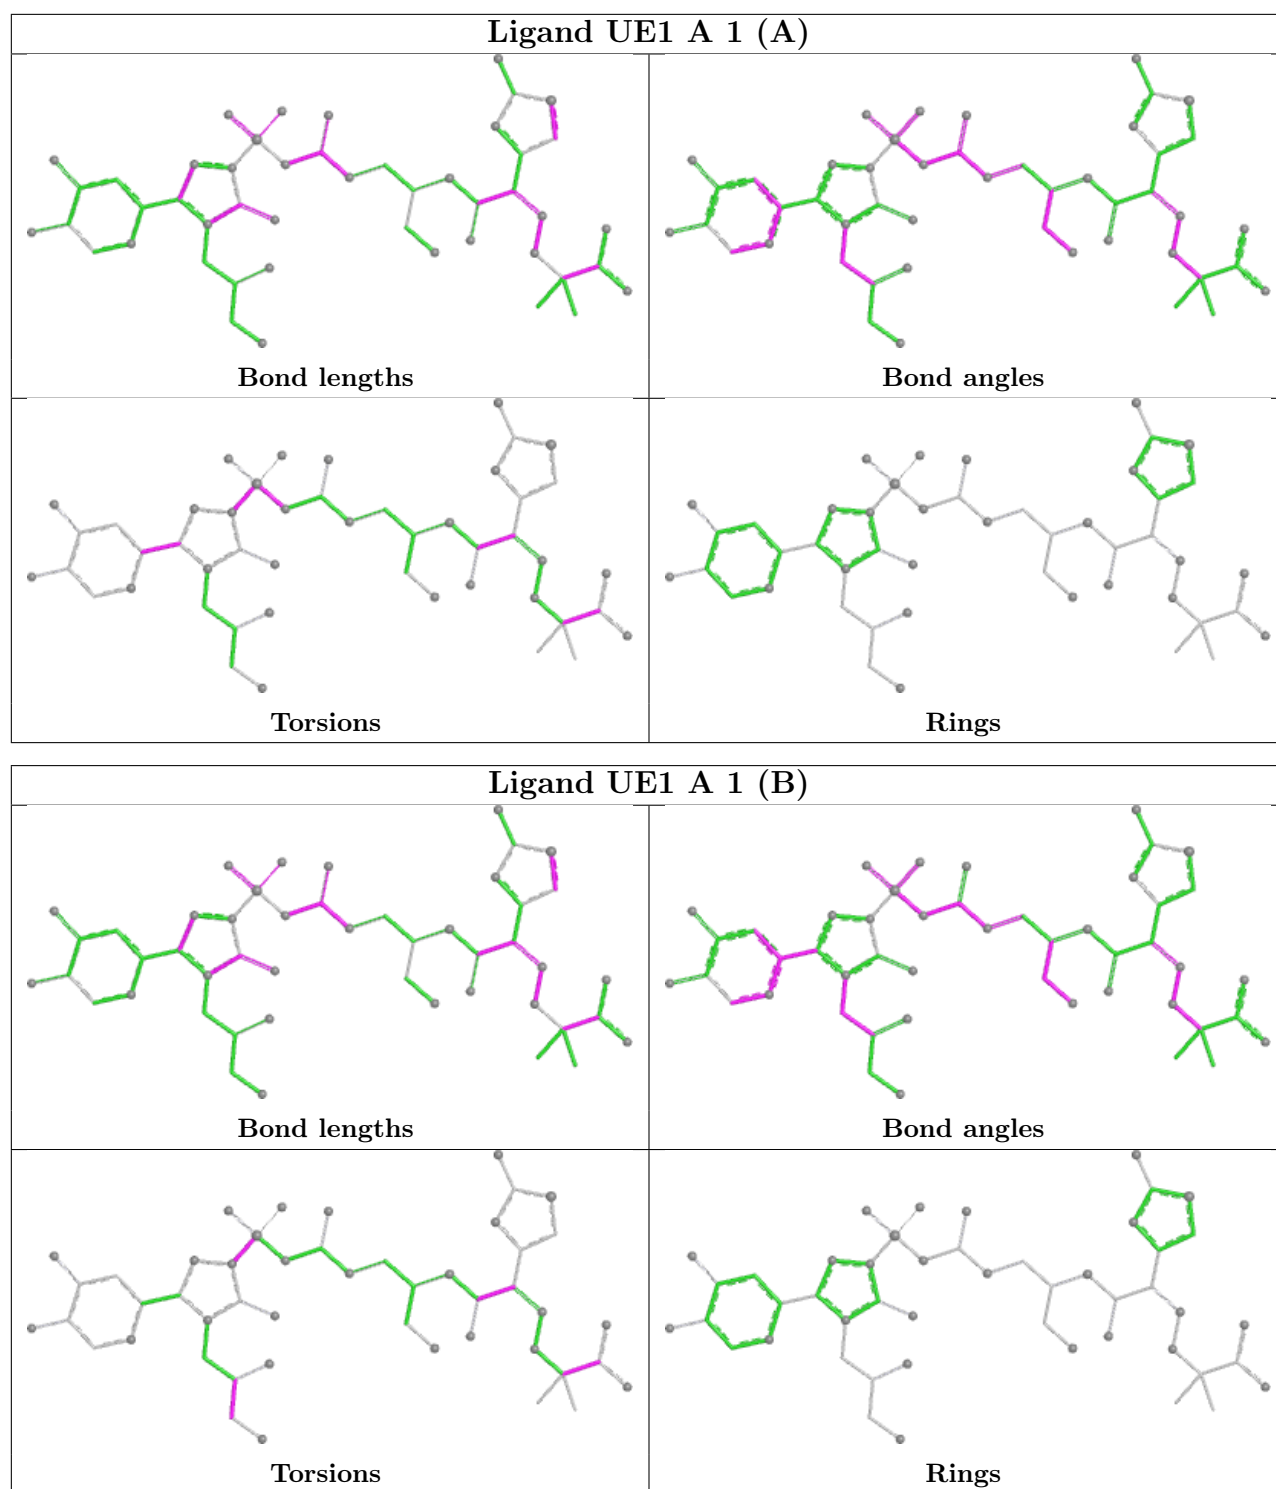 Ligand UE1 A 1 (A)
Bond lengths
Bond angles
Torsions
Rings
Ligand UE1 A 1 (B)
Bond lengths
Bond angles
Torsions
Rings